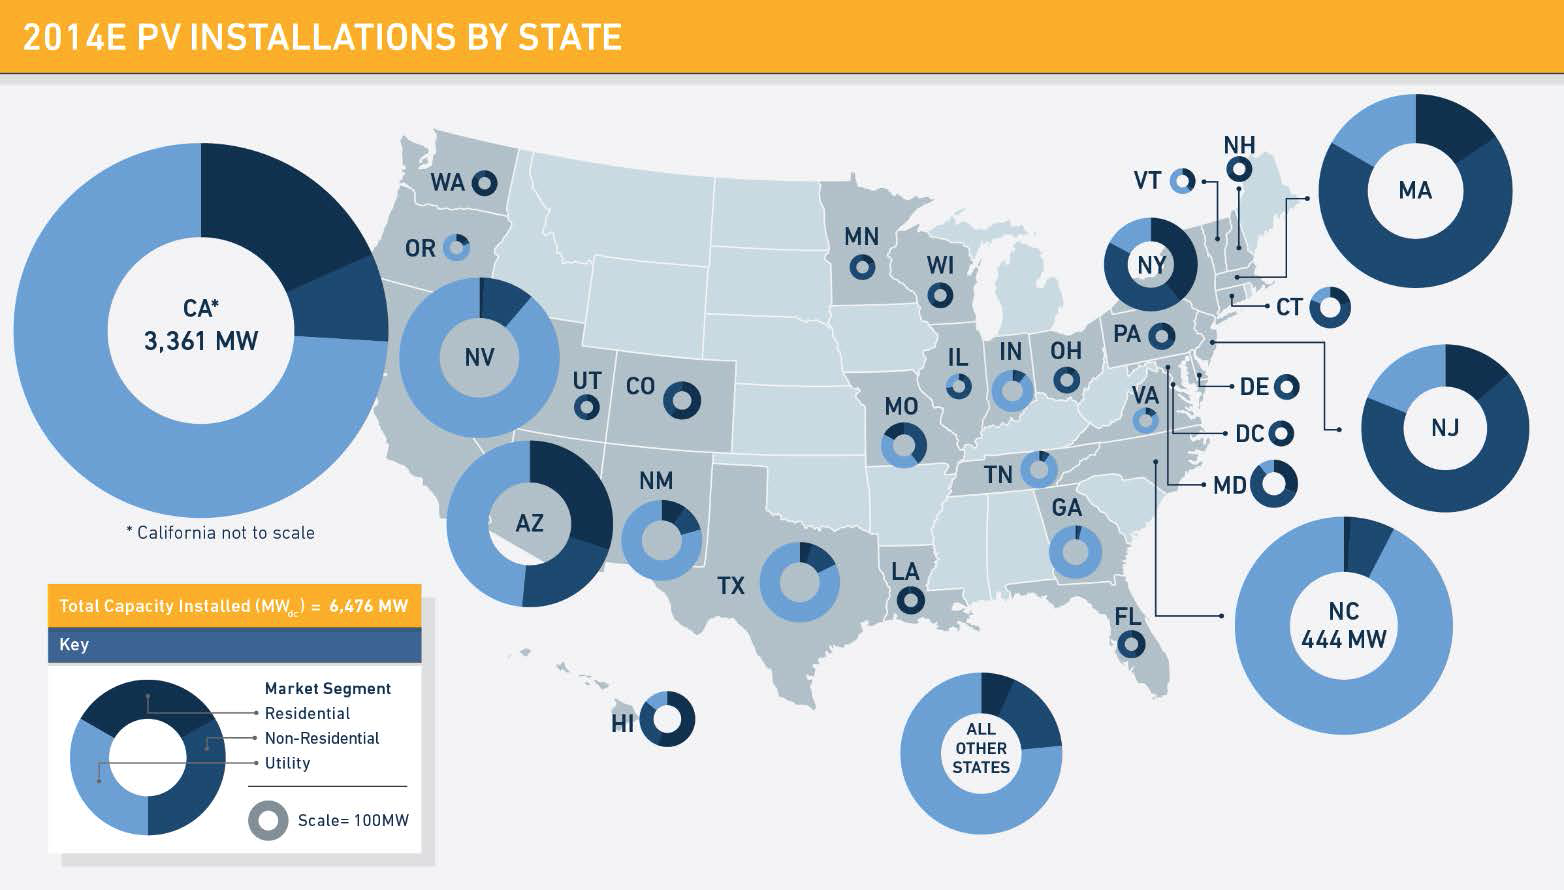 2014E PV INSTALLATIONS BY STATE
CA*
3,361 MW
* California not to scale
WA
OR
NV
UT
CO
AZ
NM
TX
MN
WI
IL
IN
OH
MO
TN
GA
LA
FL
HI
VT
NH
NY
MA
CT
PA
VA
DE
DC
MD
NJ
NC
444 MW
ALL
OTHER
STATES
Total Capacity Installed (MWdc) = 6,476 MW
Key
Market Segment
Residential
Non-Residential
Utility
Scale= 100MW